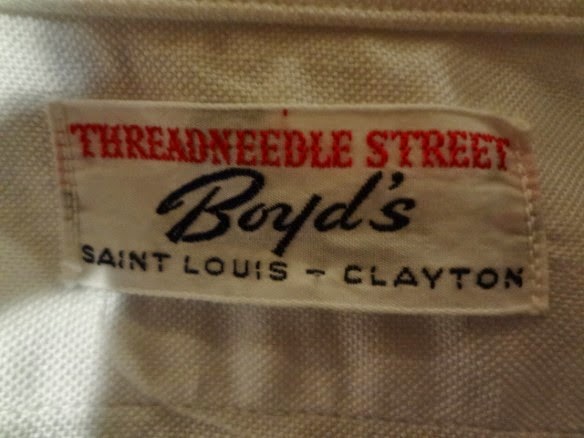 THREADNEEDLE STREET
Boyd's
SAINT LOUIS - CLAYTON